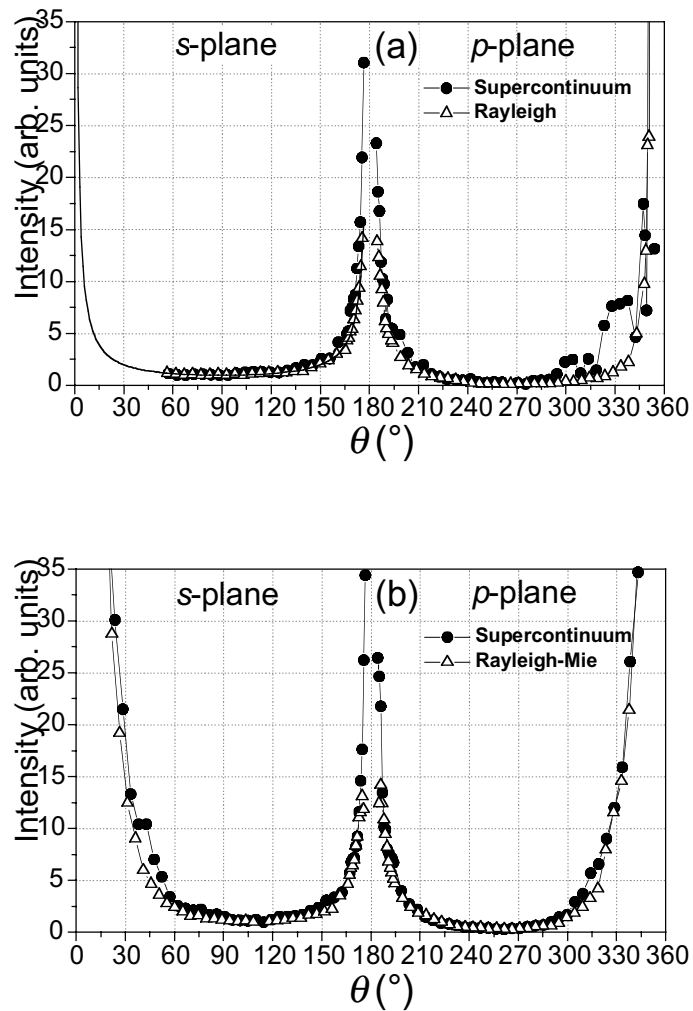 s-plane (a) p-plane
Supercontinuum
Rayleigh
Intensity (arb. units)
35
30
25
20
15
10
5
0
0 30 60 90 120 150 180 210 240 270 300 330 360
θ (°)
s-plane (b) p-plane
Supercontinuum
Rayleigh-Mie
Intensity (arb. units)
35
30
25
20
15
10
5
0
0 30 60 90 120 150 180 210 240 270 300 330 360
θ (°)